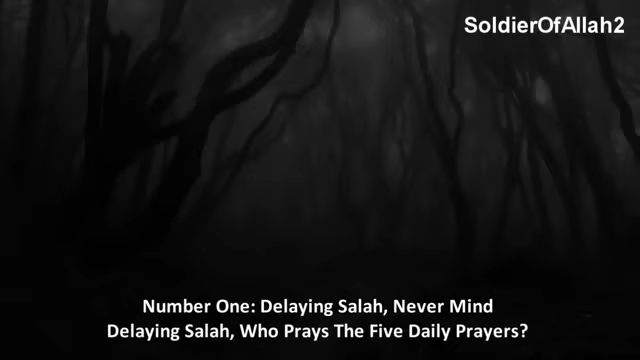 SoldierOfAllah2
Number One: Delaying Salah, Never Mind
Delaying Salah, Who Prays The Five Daily Prayers?